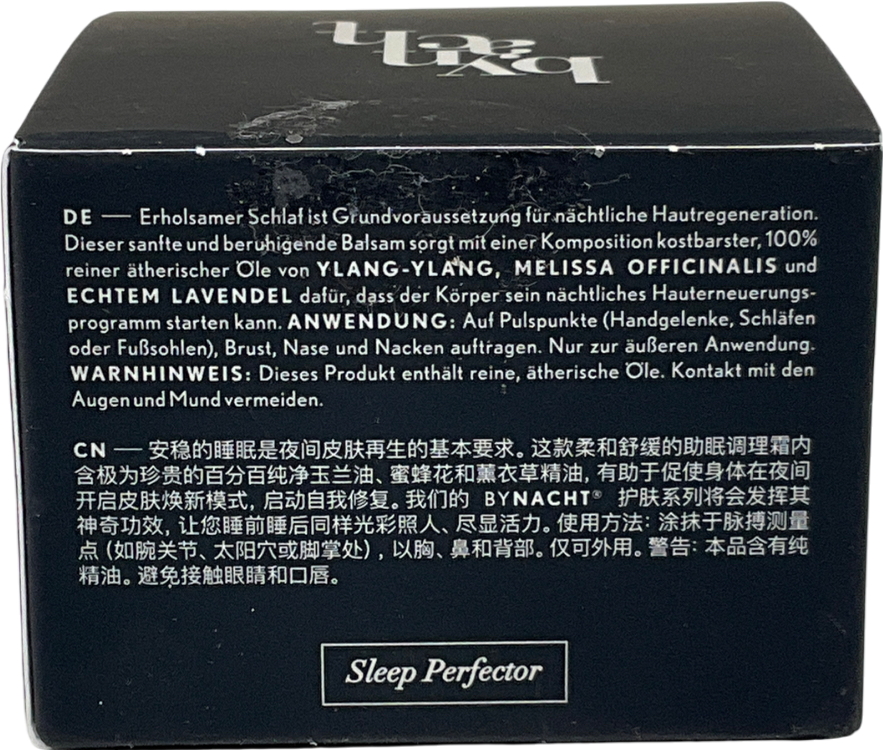 bynacht
DE — Erholsamer Schlaf ist Grundvoraussetzung für nächtliche Hautregeneration.
Dieser sanfte und beruhigende Balsam sorgt mit einer Komposition kostbarster, 100%
reiner ätherischer Öle von YLANG-YLANG, MELISSA OFFICINALIS und
ECHTEM LAVENDEL dafür, dass der Körper sein nächtliches Hauterneuerungs-
programm starten kann. ANWENDUNG: Auf Pulspunkte (Handgelenke, Schläfen
oder Fußsohlen), Brust, Nase und Nacken auftragen. Nur zur äußeren Anwendung.
WARNHINWEIS: Dieses Produkt enthält reine, ätherische Öle. Kontakt mit den
Augen und Mund vermeiden.
CN — 安稳的睡眠是夜间皮肤再生的基本要求。这款柔和舒缓的助眠调理霜内
含极为珍贵的百分百纯净玉兰油、蜜蜂花和薰衣草精油，有助于促使身体在夜间
开启皮肤焕新模式，启动自我修复。我们的 BYNACHT® 护肤系列将会发挥其
神奇功效，让您睡前睡后同样光彩照人、尽显活力。使用方法：涂抹于脉搏测量
点（如腕关节、太阳穴或脚掌处），以胸、鼻和背部。仅可外用。警告：本品含有纯
精油。避免接触眼睛和口唇。
Sleep Perfector